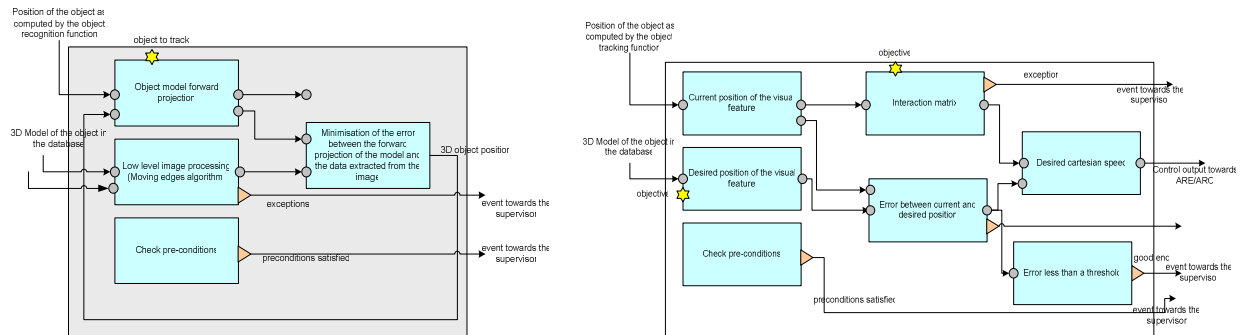 Position of the object as
computed by the object
recognition function
object to track
Object model forward
projection
3D Model of the object in
the database
Low level image processing
(Moving edges algorithm
Minimisation of the error
between the forward
projection of the model and
the data extracted from the
image
3D object position
exceptions
event towards the
supervisor
Check pre-conditions
preconditions satisfied
event towards the
supervisor
Position of the object as
computed by the object
tracking function
objective
Current position of the visual
feature
Interaction matrix
exception
event towards the
superviso
3D Model of the object in
the database
objective
Desired position of the visual
feature
Desired cartesian speed
Control output towards
ARE/ARC
Error between current and
desired position
Check pre-conditions
Error less than a threshold
good end
event towards the
superviso
preconditions satisfied
event towards the
supervisor